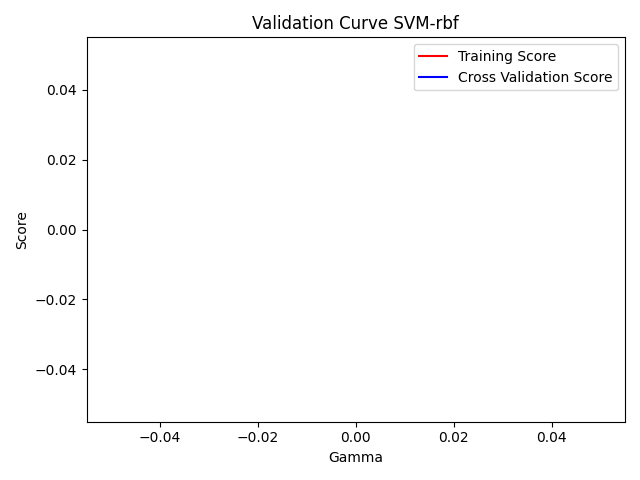 Validation Curve SVM-rbf
Training Score
Cross Validation Score
0.04
0.02
0.00
−0.02
−0.04
Score
−0.04
−0.02
0.00
0.02
0.04
Gamma